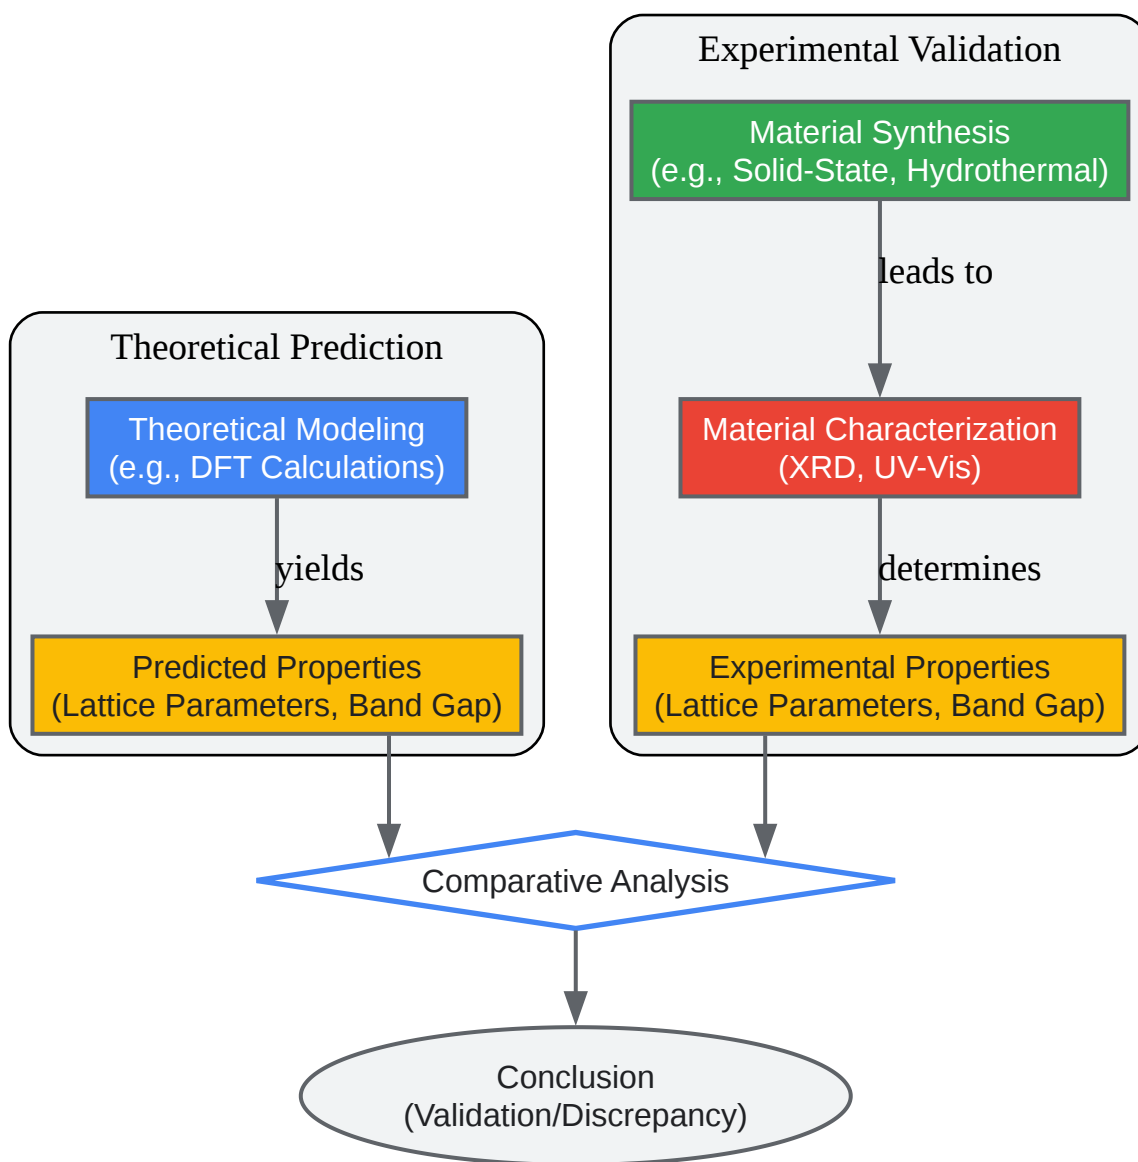 Experimental Validation
Material Synthesis
(e.g., Solid-State, Hydrothermal)
leads to
Theoretical Prediction
Theoretical Modeling
(e.g., DFT Calculations)
Material Characterization
(XRD, UV-Vis)
yields
determines
Predicted Properties
(Lattice Parameters, Band Gap)
Experimental Properties
(Lattice Parameters, Band Gap)
Comparative Analysis
Conclusion
(Validation/Discrepancy)